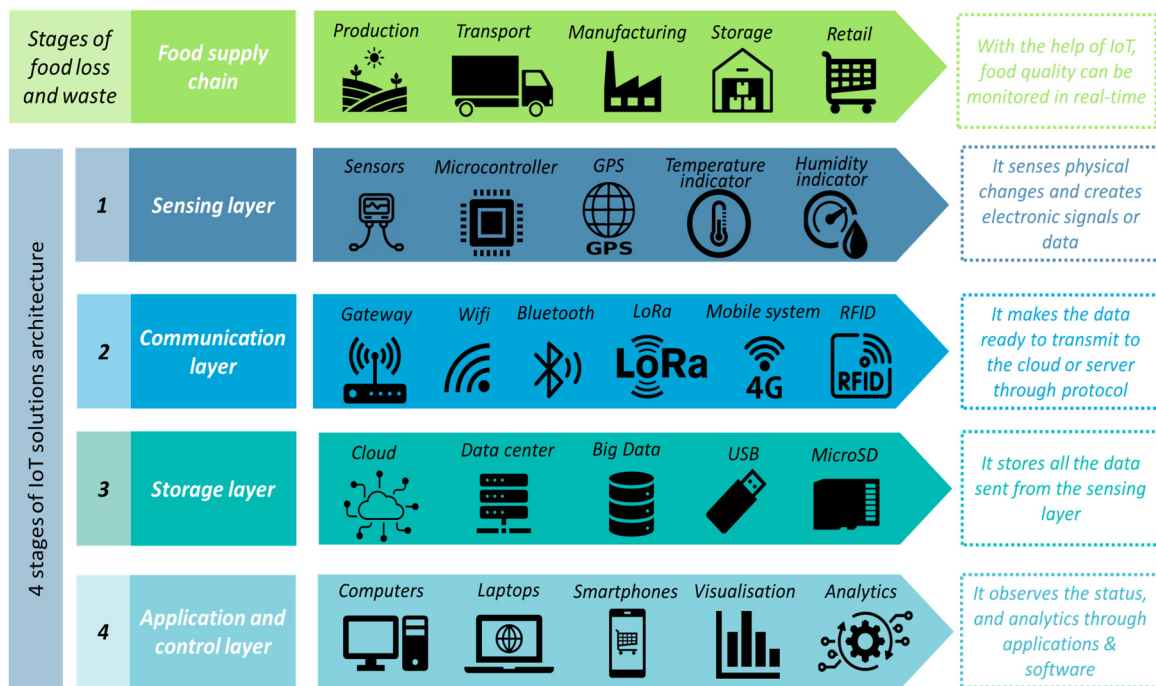 Stages of
food loss
and waste
Food supply
chain
Production
Transport
Manufacturing
Storage
Retail
With the help of IoT,
food quality can be
monitored in real-time
4 stages of IoT solutions architecture
1
Sensing layer
Sensors
Microcontroller
GPS
GPS
Temperature
indicator
Humidity
indicator
It senses physical
changes and creates
electronic signals or
data
2
Communication
layer
Gateway
Wifi
Bluetooth
LoRa
LoRa
Mobile system
4G
RFID
RFID
It makes the data
ready to transmit to
the cloud or server
through protocol
3
Storage layer
Cloud
Data center
Big Data
USB
MicroSD
It stores all the data
sent from the sensing
layer
4
Application and
control layer
Computers
Laptops
Smartphones
Visualisation
Analytics
It observes the status,
and analytics through
applications &
software